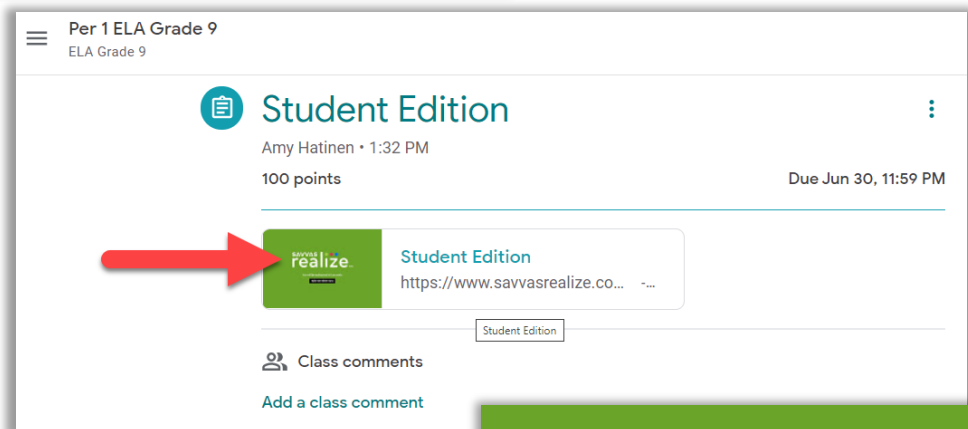 Per 1 ELA Grade 9
ELA Grade 9
Student Edition
Amy Hatinen • 1:32 PM
100 points
Due Jun 30, 11:59 PM
SAVVAS
realize
Student Edition
https://www.savvasrealize.co... -...
Student Edition
Class comments
Add a class comment